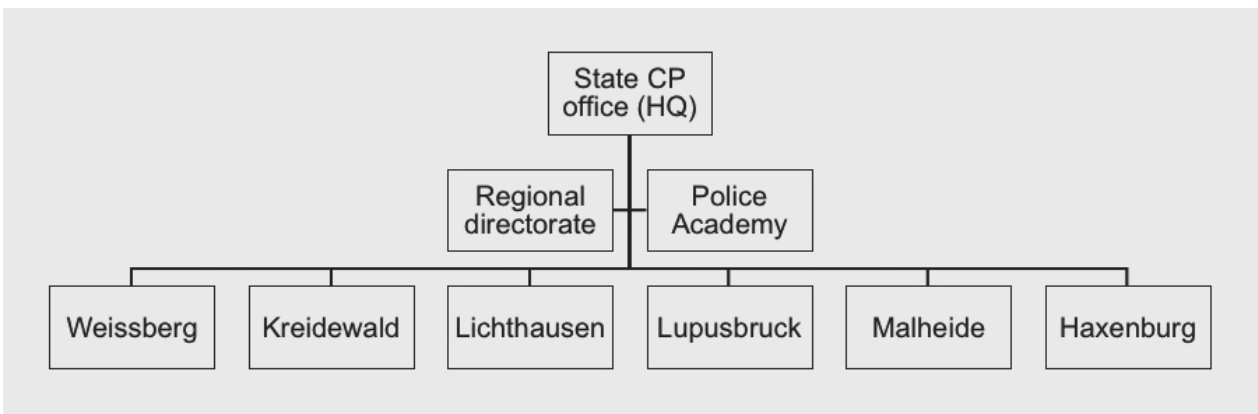 State CP
office (HQ)
Regional
directorate
Police
Academy
Weissberg
Kreidewald
Lichthausen
Lupusbruck
Malheide
Haxenburg